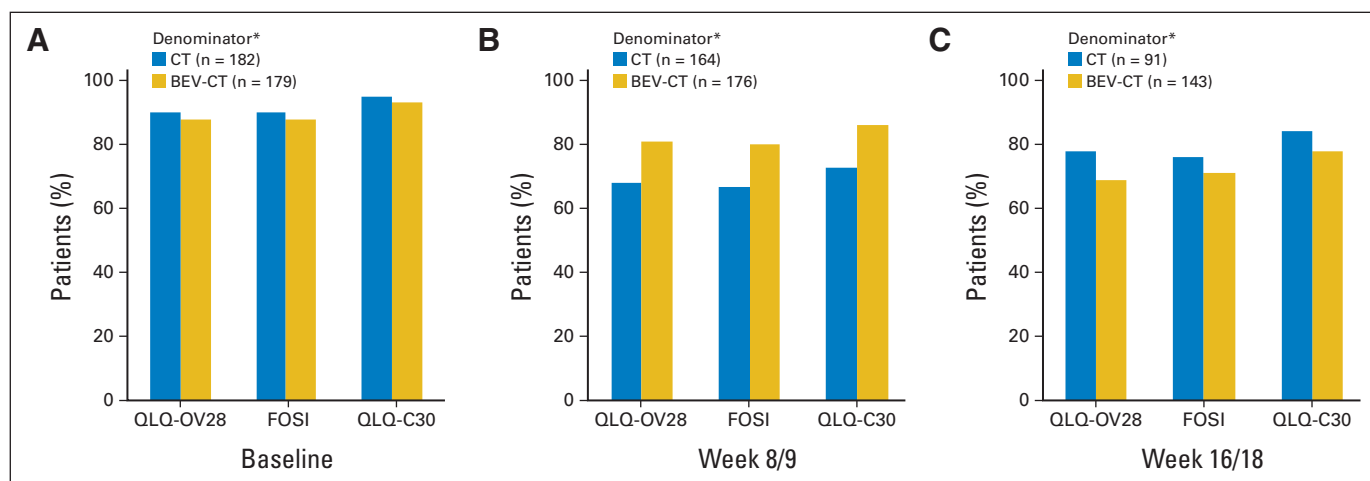 A
Denominator*
CT (n = 182)
BEV-CT (n = 179)
100
80
60
40
20
0
Patients (%)
QLQ-OV28 FOSI QLQ-C30
Baseline
B
Denominator*
CT (n = 164)
BEV-CT (n = 176)
100
80
60
40
20
0
Patients (%)
QLQ-OV28 FOSI QLQ-C30
Week 8/9
C
Denominator*
CT (n = 91)
BEV-CT (n = 143)
100
80
60
40
20
0
Patients (%)
QLQ-OV28 FOSI QLQ-C30
Week 16/18